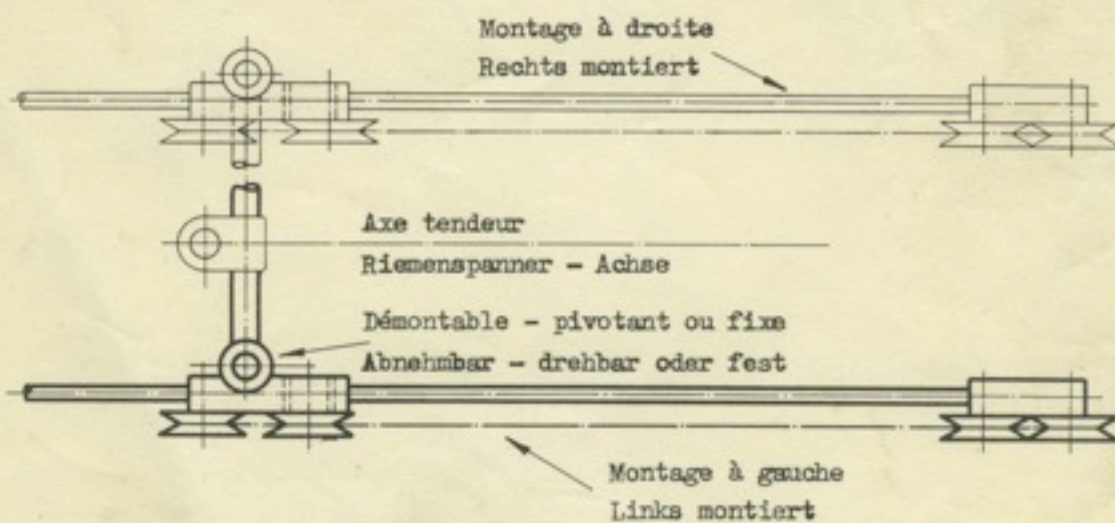 Montage à droite
Rechts montiert
Axe tendeur
Riemenspanner - Achse
Démontable - pivotant ou fixe
Abnehmbar - drehbar oder fest
Montage à gauche
Links montiert